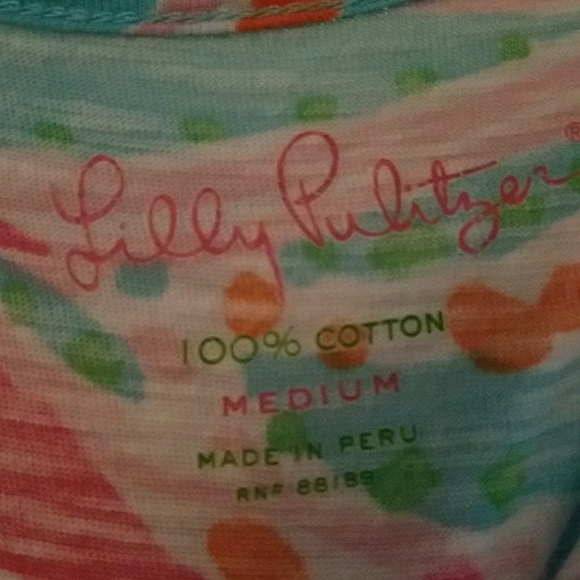 Lilly Pulitzer®
100% COTTON
MEDIUM
MADE IN PERU
RN# 88189